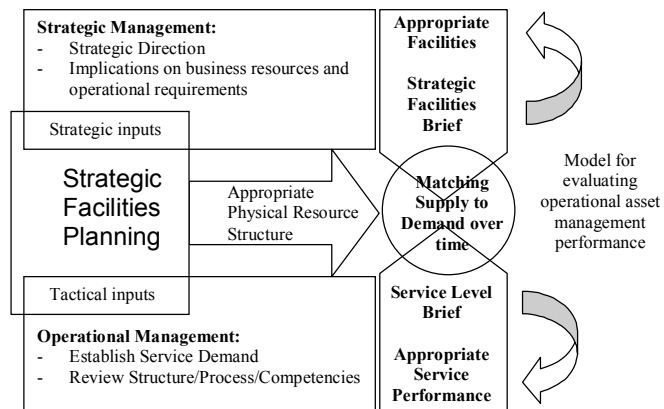 Strategic Management:
- Strategic Direction
- Implications on business resources and
operational requirements
Strategic inputs
Strategic
Facilities
Planning
Tactical inputs
Operational Management:
- Establish Service Demand
- Review Structure/Process/Competencies
Appropriate
Physical Resource
Structure
Appropriate
Facilities
Strategic
Facilities
Brief
Matching
Supply to
Demand over
time
Service Level
Brief
Appropriate
Service
Performance
Model for
evaluating
operational asset
management
performance